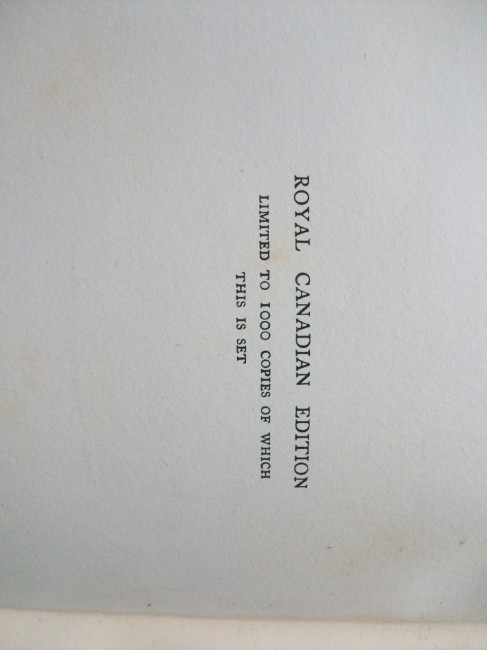 ROYAL CANADIAN EDITION
LIMITED TO 1000 COPIES OF WHICH
THIS IS SET